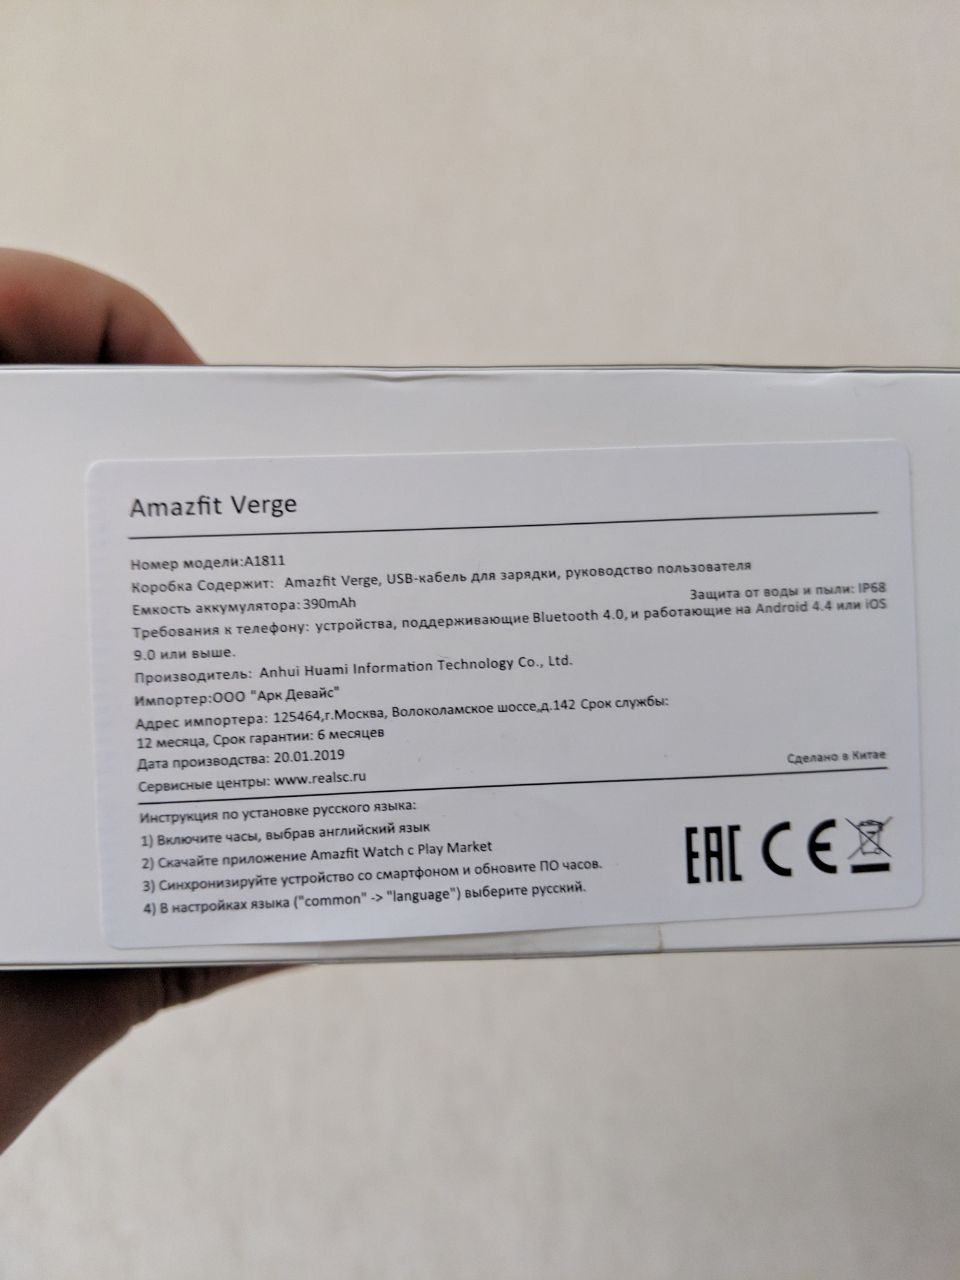 Amazfit Verge
Номер модели:A1811
Коробка Содержит: Amazfit Verge, USB-кабель для зарядки, руководство пользователя
Емкость аккумулятора:390mAh
Защита от воды и пыли: IP68
Требования к телефону: устройства, поддерживающие Bluetooth 4.0, и работающие на Android 4.4 или iOS
9.0 или выше.
Производитель: Anhui Huami Information Technology Co., Ltd.
Импортер:ООО "Арк Девайс"
Адрес импортера: 125464,г.Москва, Волоколамское шоссе,д.142 Срок службы:
12 месяца, Срок гарантии: 6 месяцев
Дата производства: 20.01.2019
Сервисные центры: www.realsc.ru
Сделано в Китае
Инструкция по установке русского языка:
1) Включите часы, выбрав английский язык
2) Скачайте приложение Amazfit Watch с Play Market
3) Синхронизируйте устройство со смартфоном и обновите ПО часов.
4) В настройках языка ("common" -> "language") выберите русский.
EAC CE